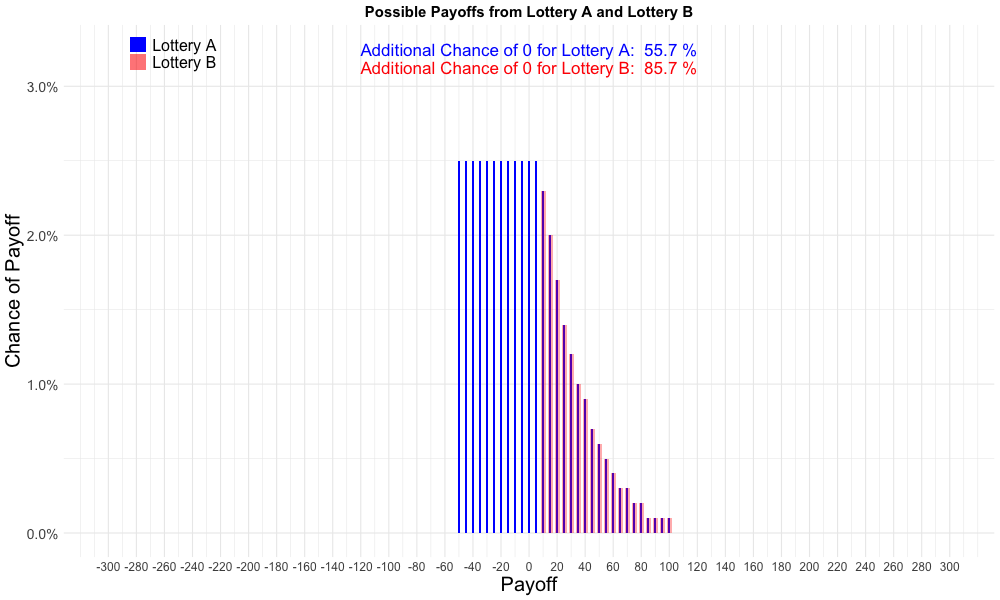 Possible Payoffs from Lottery A and Lottery B
Lottery A
Lottery B
Additional Chance of 0 for Lottery A:  55.7 %
Additional Chance of 0 for Lottery B:  85.7 %
3.0%
2.0%
1.0%
0.0%
Chance of Payoff
-300 -280 -260 -240 -220 -200 -180 -160 -140 -120 -100 -80 -60 -40 -20 0 20 40 60 80 100 120 140 160 180 200 220 240 260 280 300
Payoff